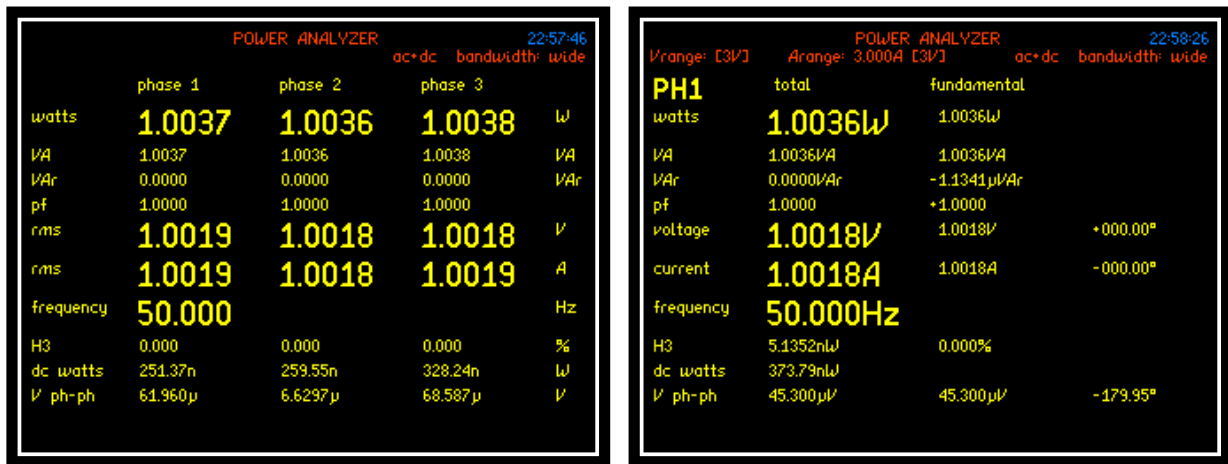 POWER ANALYZER 22:57:46
ac+dc bandwidth: wide
phase 1 phase 2 phase 3
watts 1.0037 1.0036 1.0038 W
VA 1.0037 1.0036 1.0038 VA
VAr 0.0000 0.0000 0.0000 VAr
pf 1.0000 1.0000 1.0000
rms 1.0019 1.0018 1.0018 V
rms 1.0019 1.0018 1.0019 A
frequency 50.000 Hz
H3 0.000 0.000 0.000 %
dc watts 251.37n 259.55n 328.24n W
V ph-ph 61.960µ 6.6297µ 68.587µ V
POWER ANALYZER 22:58:26
Vrange: [3V] Arange: 3.000A [3V] ac+dc bandwidth: wide
PH1 total fundamental
watts 1.0036W 1.0036W
VA 1.0036VA 1.0036VA
VAr 0.0000VAr -1.1341µVAr
pf 1.0000 +1.0000
voltage 1.0018V 1.0018V +000.00°
current 1.0018A 1.0018A -000.00°
frequency 50.000Hz
H3 5.1352nW 0.000%
dc watts 373.79nW
V ph-ph 45.300µV 45.300µV -179.95°